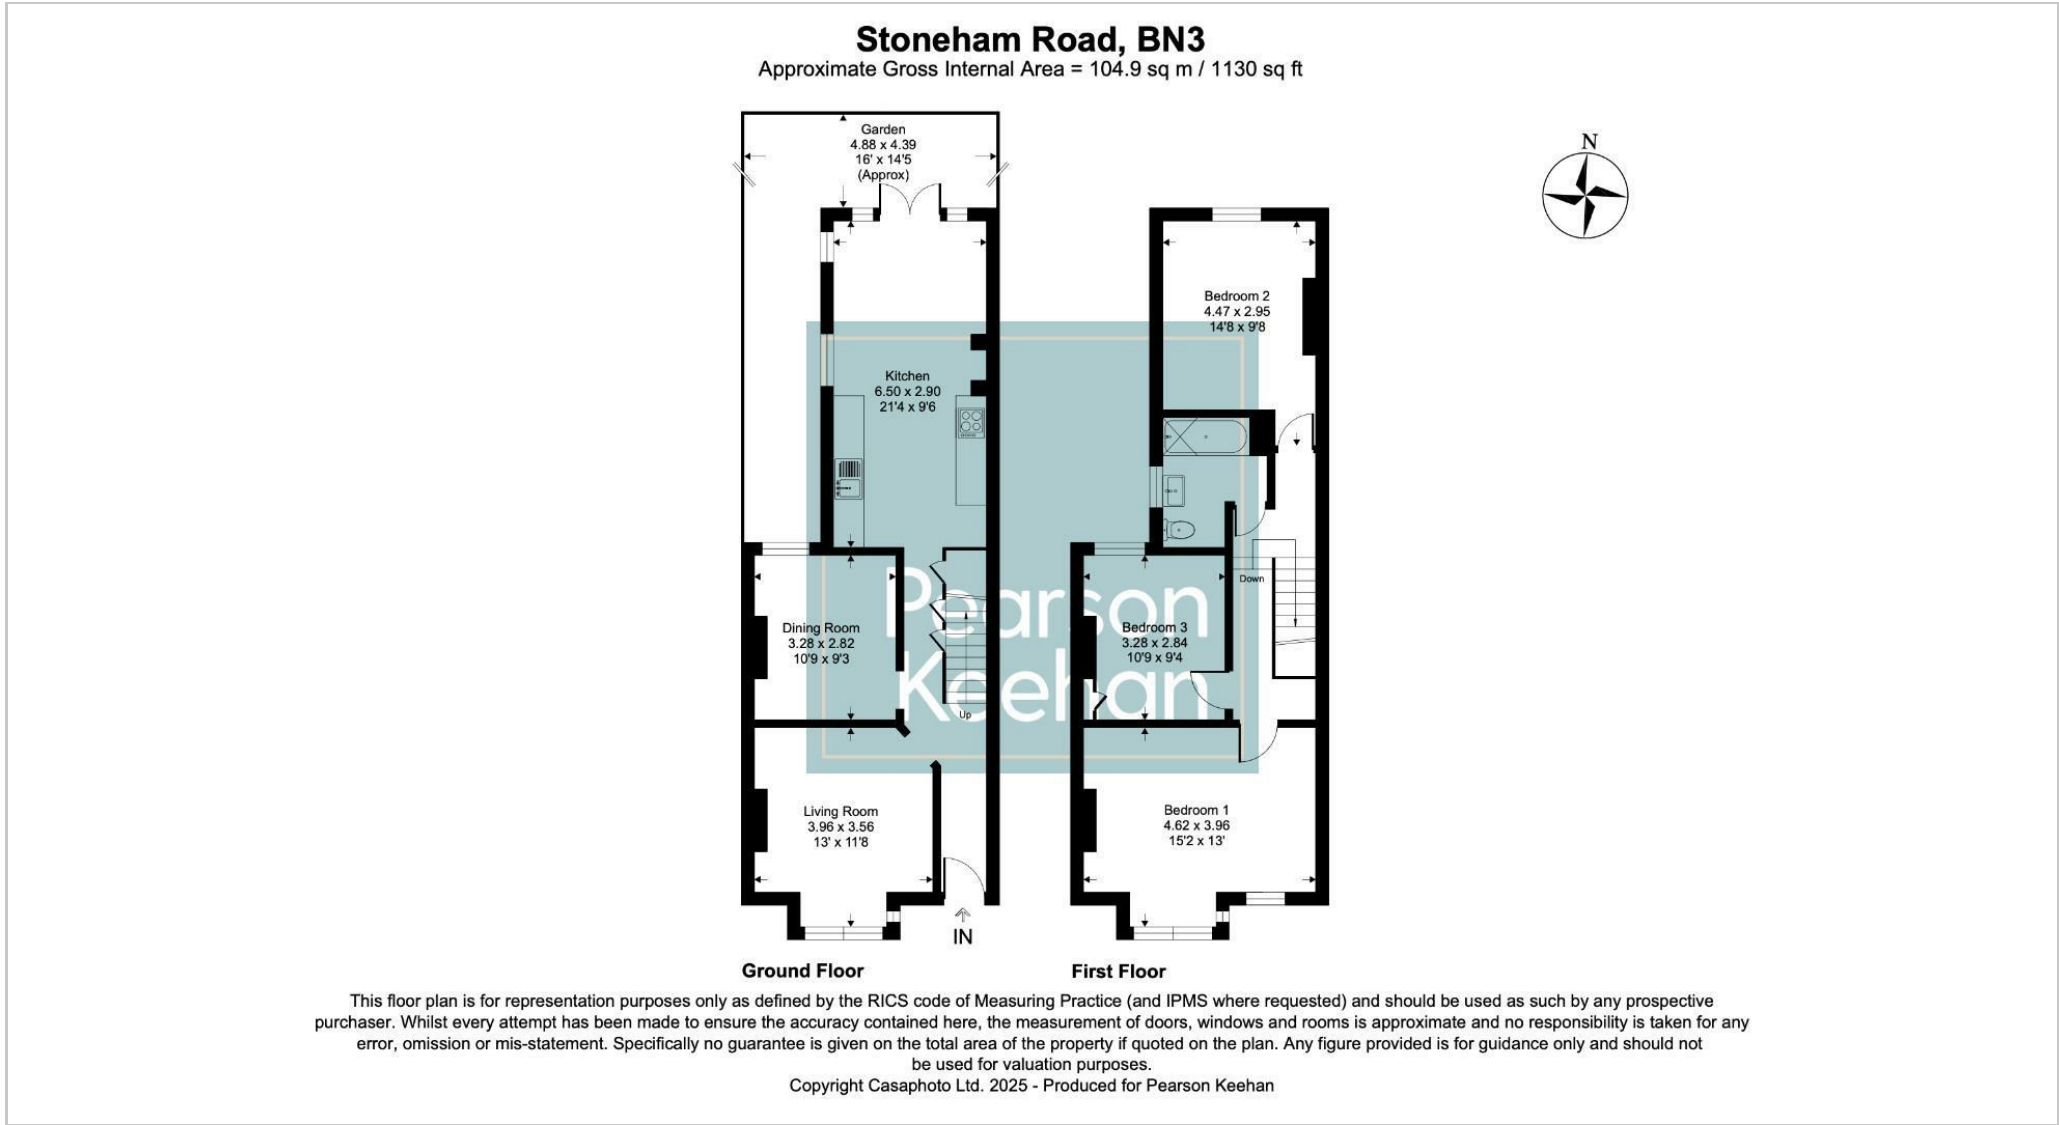 Stoneham Road, BN3
Approximate Gross Internal Area = 104.9 sq m / 1130 sq ft
Garden
4.88 x 4.39
16' x 14'5
(Approx)
N
Kitchen
6.50 x 2.90
21'4 x 9'6
Dining Room
3.28 x 2.82
10'9 x 9'3
Up
Living Room
3.96 x 3.56
13' x 11'8
IN
Ground Floor
Bedroom 2
4.47 x 2.95
14'8 x 9'8
Down
Bedroom 3
3.28 x 2.84
10'9 x 9'4
Bedroom 1
4.62 x 3.96
15'2 x 13'
First Floor
Pearson
Keehan
This floor plan is for representation purposes only as defined by the RICS code of Measuring Practice (and IPMS where requested) and should be used as such by any prospective
purchaser. Whilst every attempt has been made to ensure the accuracy contained here, the measurement of doors, windows and rooms is approximate and no responsibility is taken for any
error, omission or mis-statement. Specifically no guarantee is given on the total area of the property if quoted on the plan. Any figure provided is for guidance only and should not
be used for valuation purposes.
Copyright Casaphoto Ltd. 2025 - Produced for Pearson Keehan